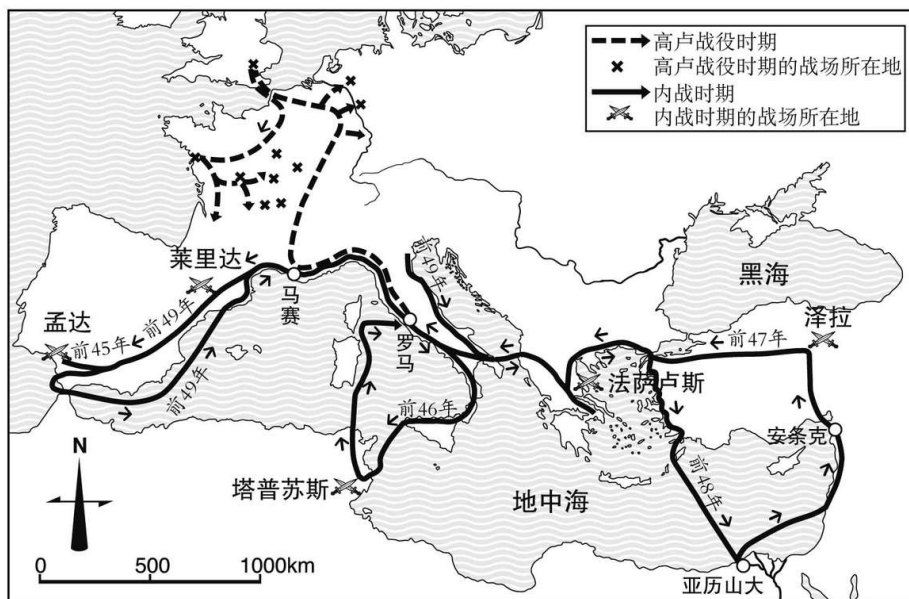 高卢战役时期
高卢战役时期的战场所在地
内战时期
内战时期的战场所在地
前49年
莱里达
黑海
马赛
孟达
前49年
前45年
泽拉
前47年
罗马
法萨卢斯
前49年
前46年
安条克
N
塔普苏斯
前48年
地中海
0 500 1000km
亚历山大